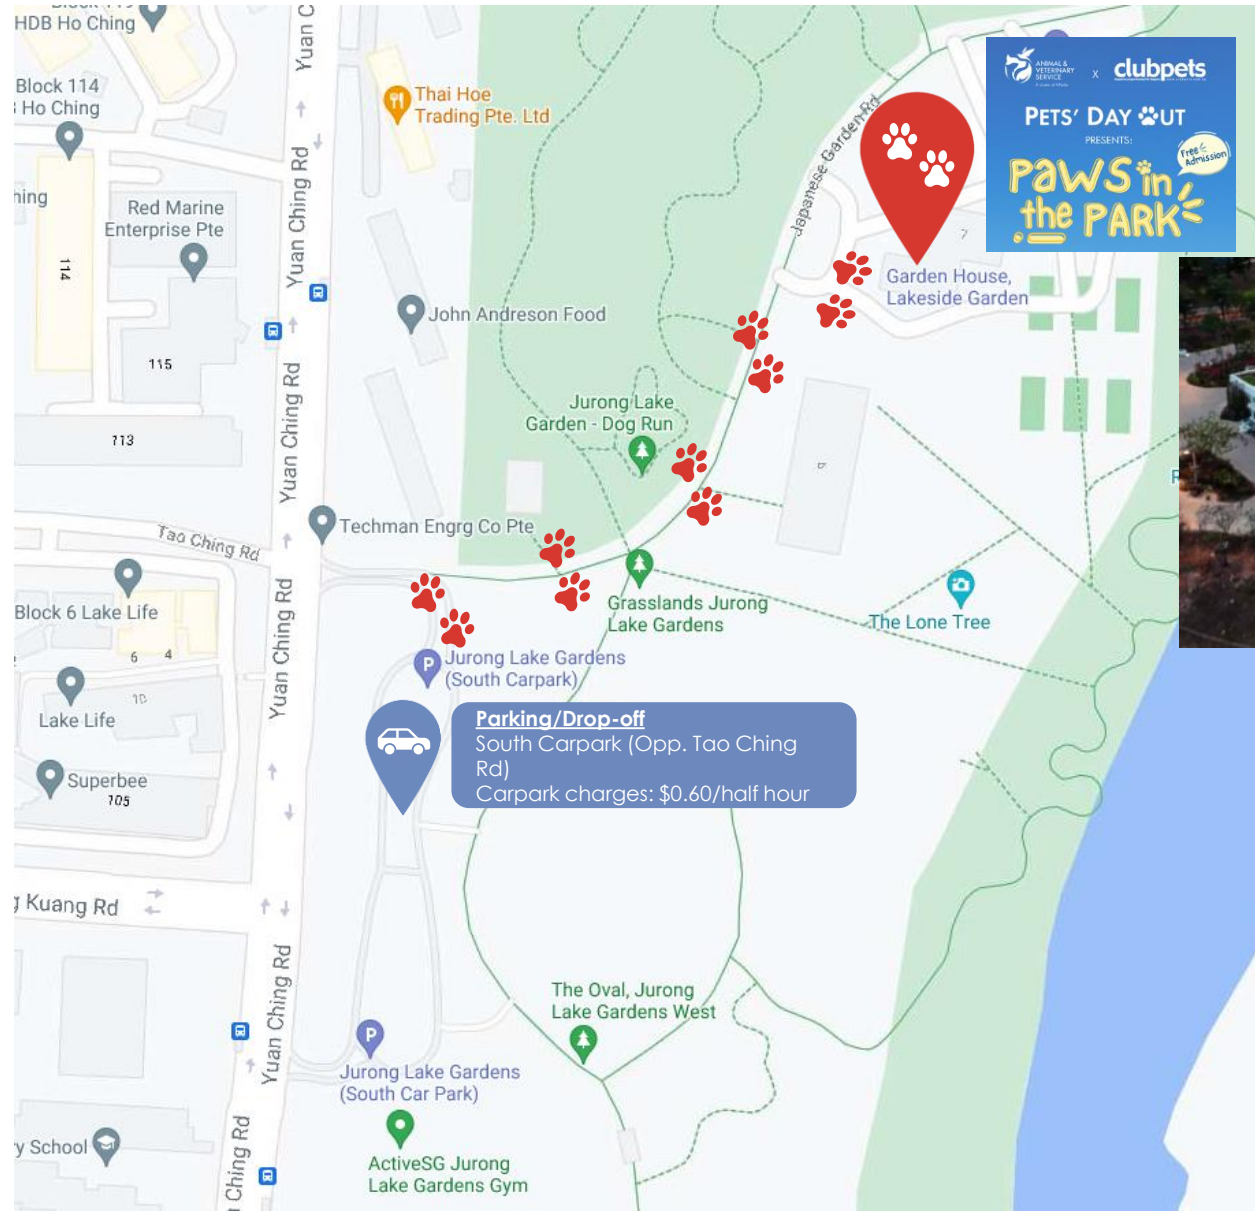 HDB Ho Ching
Block 114
Ho Ching
114
Red Marine
Enterprise Pte
115
113
Thai Hoe
Trading Pte. Ltd
John Andreson Food
Yuan Ching Rd
Yuan Ching Rd
Yuan Ching Rd
Yuan Ching Rd
Ching Rd
Japanese Garden Rd
ANIMAL &
VETERINARY
SERVICE
x
clubpets
PETS' DAY OUT
PRESENTS:
Free
Admission
PAWS in
the PARK
7
Garden House,
Lakeside Garden
Jurong Lake
Garden - Dog Run
Techman Engrg Co Pte
Tao Ching Rd
Block 6 Lake Life
6
4
Lake Life
Superbee
105
Grasslands Jurong
Lake Gardens
The Lone Tree
P
Jurong Lake Gardens
(South Carpark)
Parking/Drop-off
South Carpark (Opp. Tao Ching
Rd)
Carpark charges: $0.60/half hour
Kuang Rd
The Oval, Jurong
Lake Gardens West
P
Jurong Lake Gardens
(South Car Park)
ActiveSG Jurong
Lake Gardens Gym
School